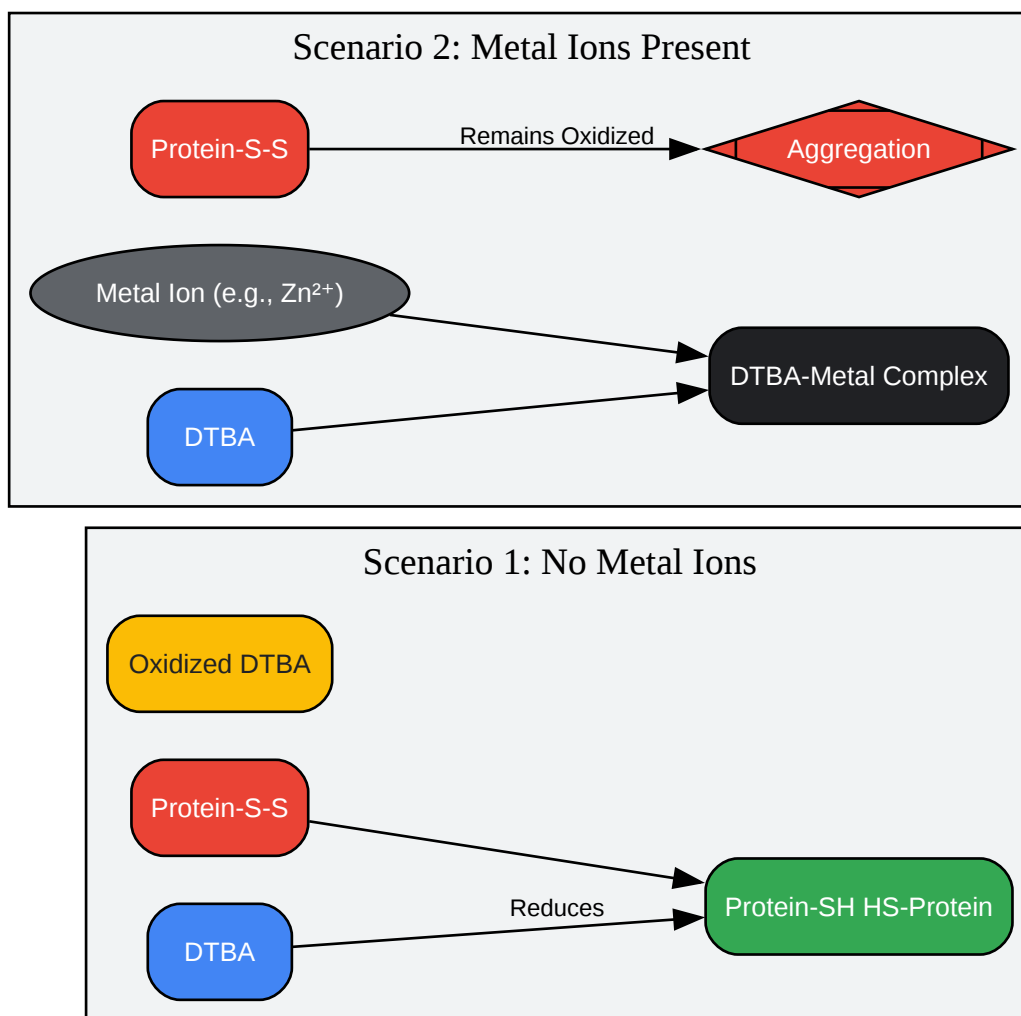 Scenario 2: Metal Ions Present
Protein-S-S
Remains Oxidized
Aggregation
Metal Ion (e.g., Zn²⁺)
DTBA-Metal Complex
DTBA
Scenario 1: No Metal Ions
Oxidized DTBA
Protein-S-S
Reduces
Protein-SH HS-Protein
DTBA